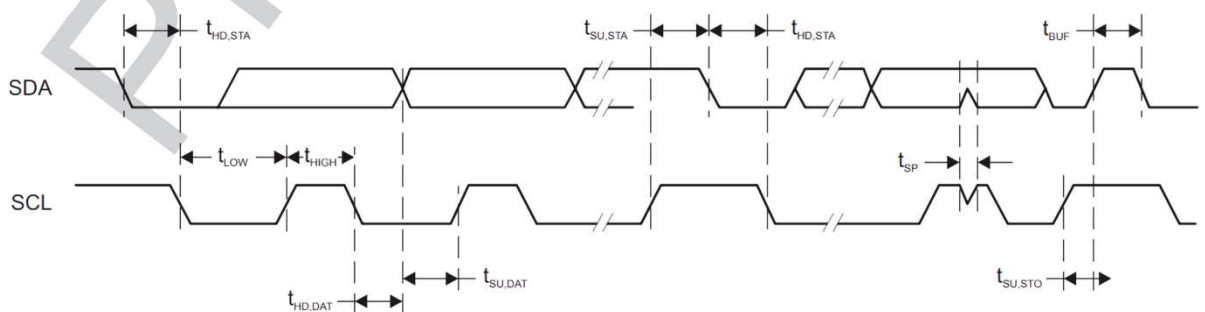 tHD,STA tSU,STA tHD,STA tBUF
SDA
tLOW tHIGH tSP
SCL
tHD,DAT tSU,DAT tSU,STO